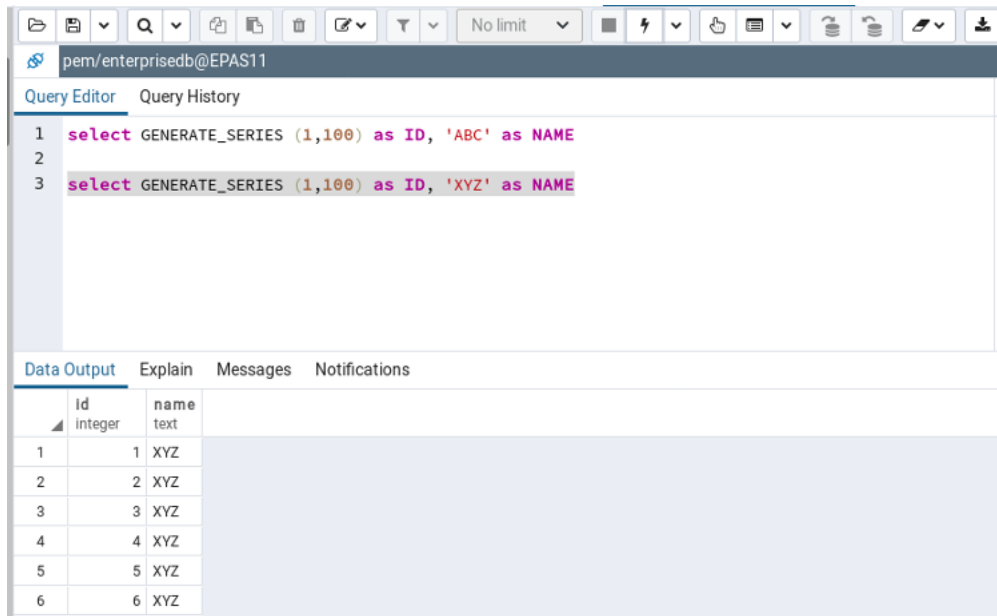 No limit
pem/enterprisedb@EPAS11
Query Editor Query History
1 select GENERATE_SERIES (1,100) as ID, 'ABC' as NAME
2
3 select GENERATE_SERIES (1,100) as ID, 'XYZ' as NAME
Data Output Explain Messages Notifications
id name
integer text
1 1 XYZ
2 2 XYZ
3 3 XYZ
4 4 XYZ
5 5 XYZ
6 6 XYZ